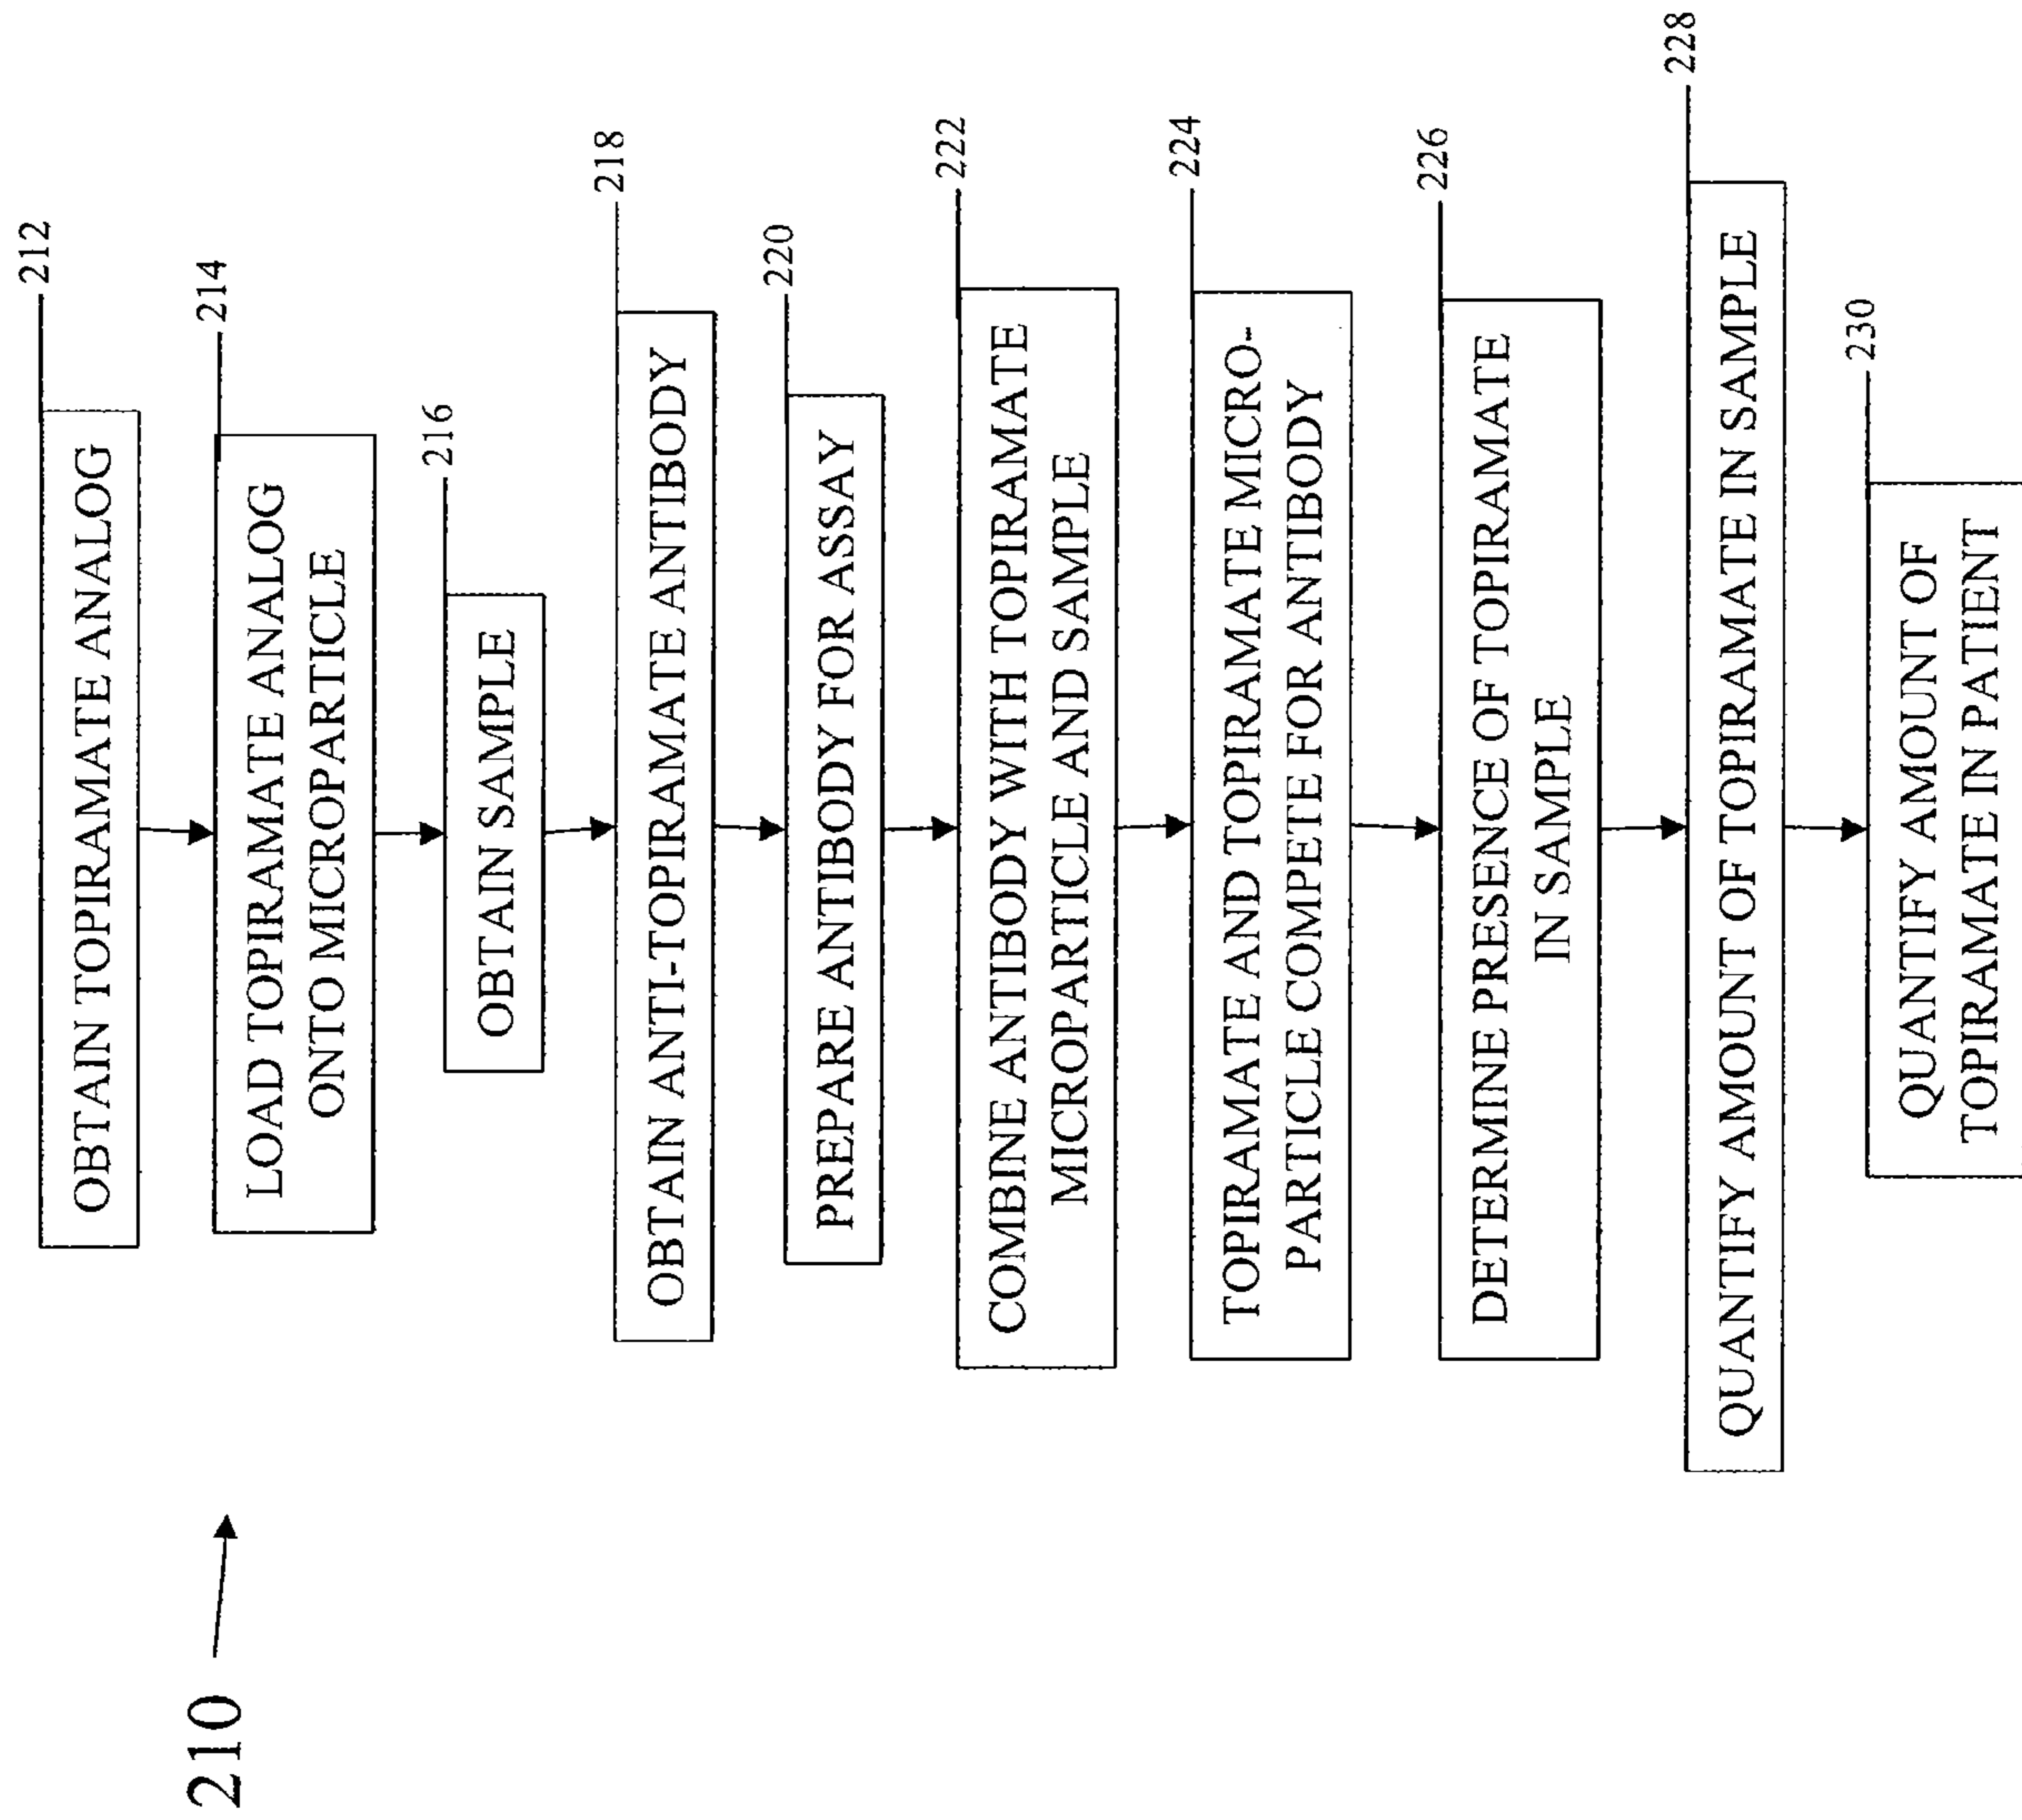 210
212
OBTAIN TOPIRAMATE ANALOG
214
LOAD TOPIRAMATE ANALOG
ONTO MICROPARTICLE
216
OBTAIN SAMPLE
218
OBTAIN ANTI-TOPIRAMATE ANTIBODY
220
PREPARE ANTIBODY FOR ASSAY
222
COMBINE ANTIBODY WITH TOPIRAMATE
MICROPARTICLE AND SAMPLE
224
TOPIRAMATE AND TOPIRAMATE MICRO-
PARTICLE COMPETE FOR ANTIBODY
226
DETERMINE PRESENCE OF TOPIRAMATE
IN SAMPLE
228
QUANTIFY AMOUNT OF TOPIRAMATE IN SAMPLE
230
QUANTIFY AMOUNT OF
TOPIRAMATE IN PATIENT